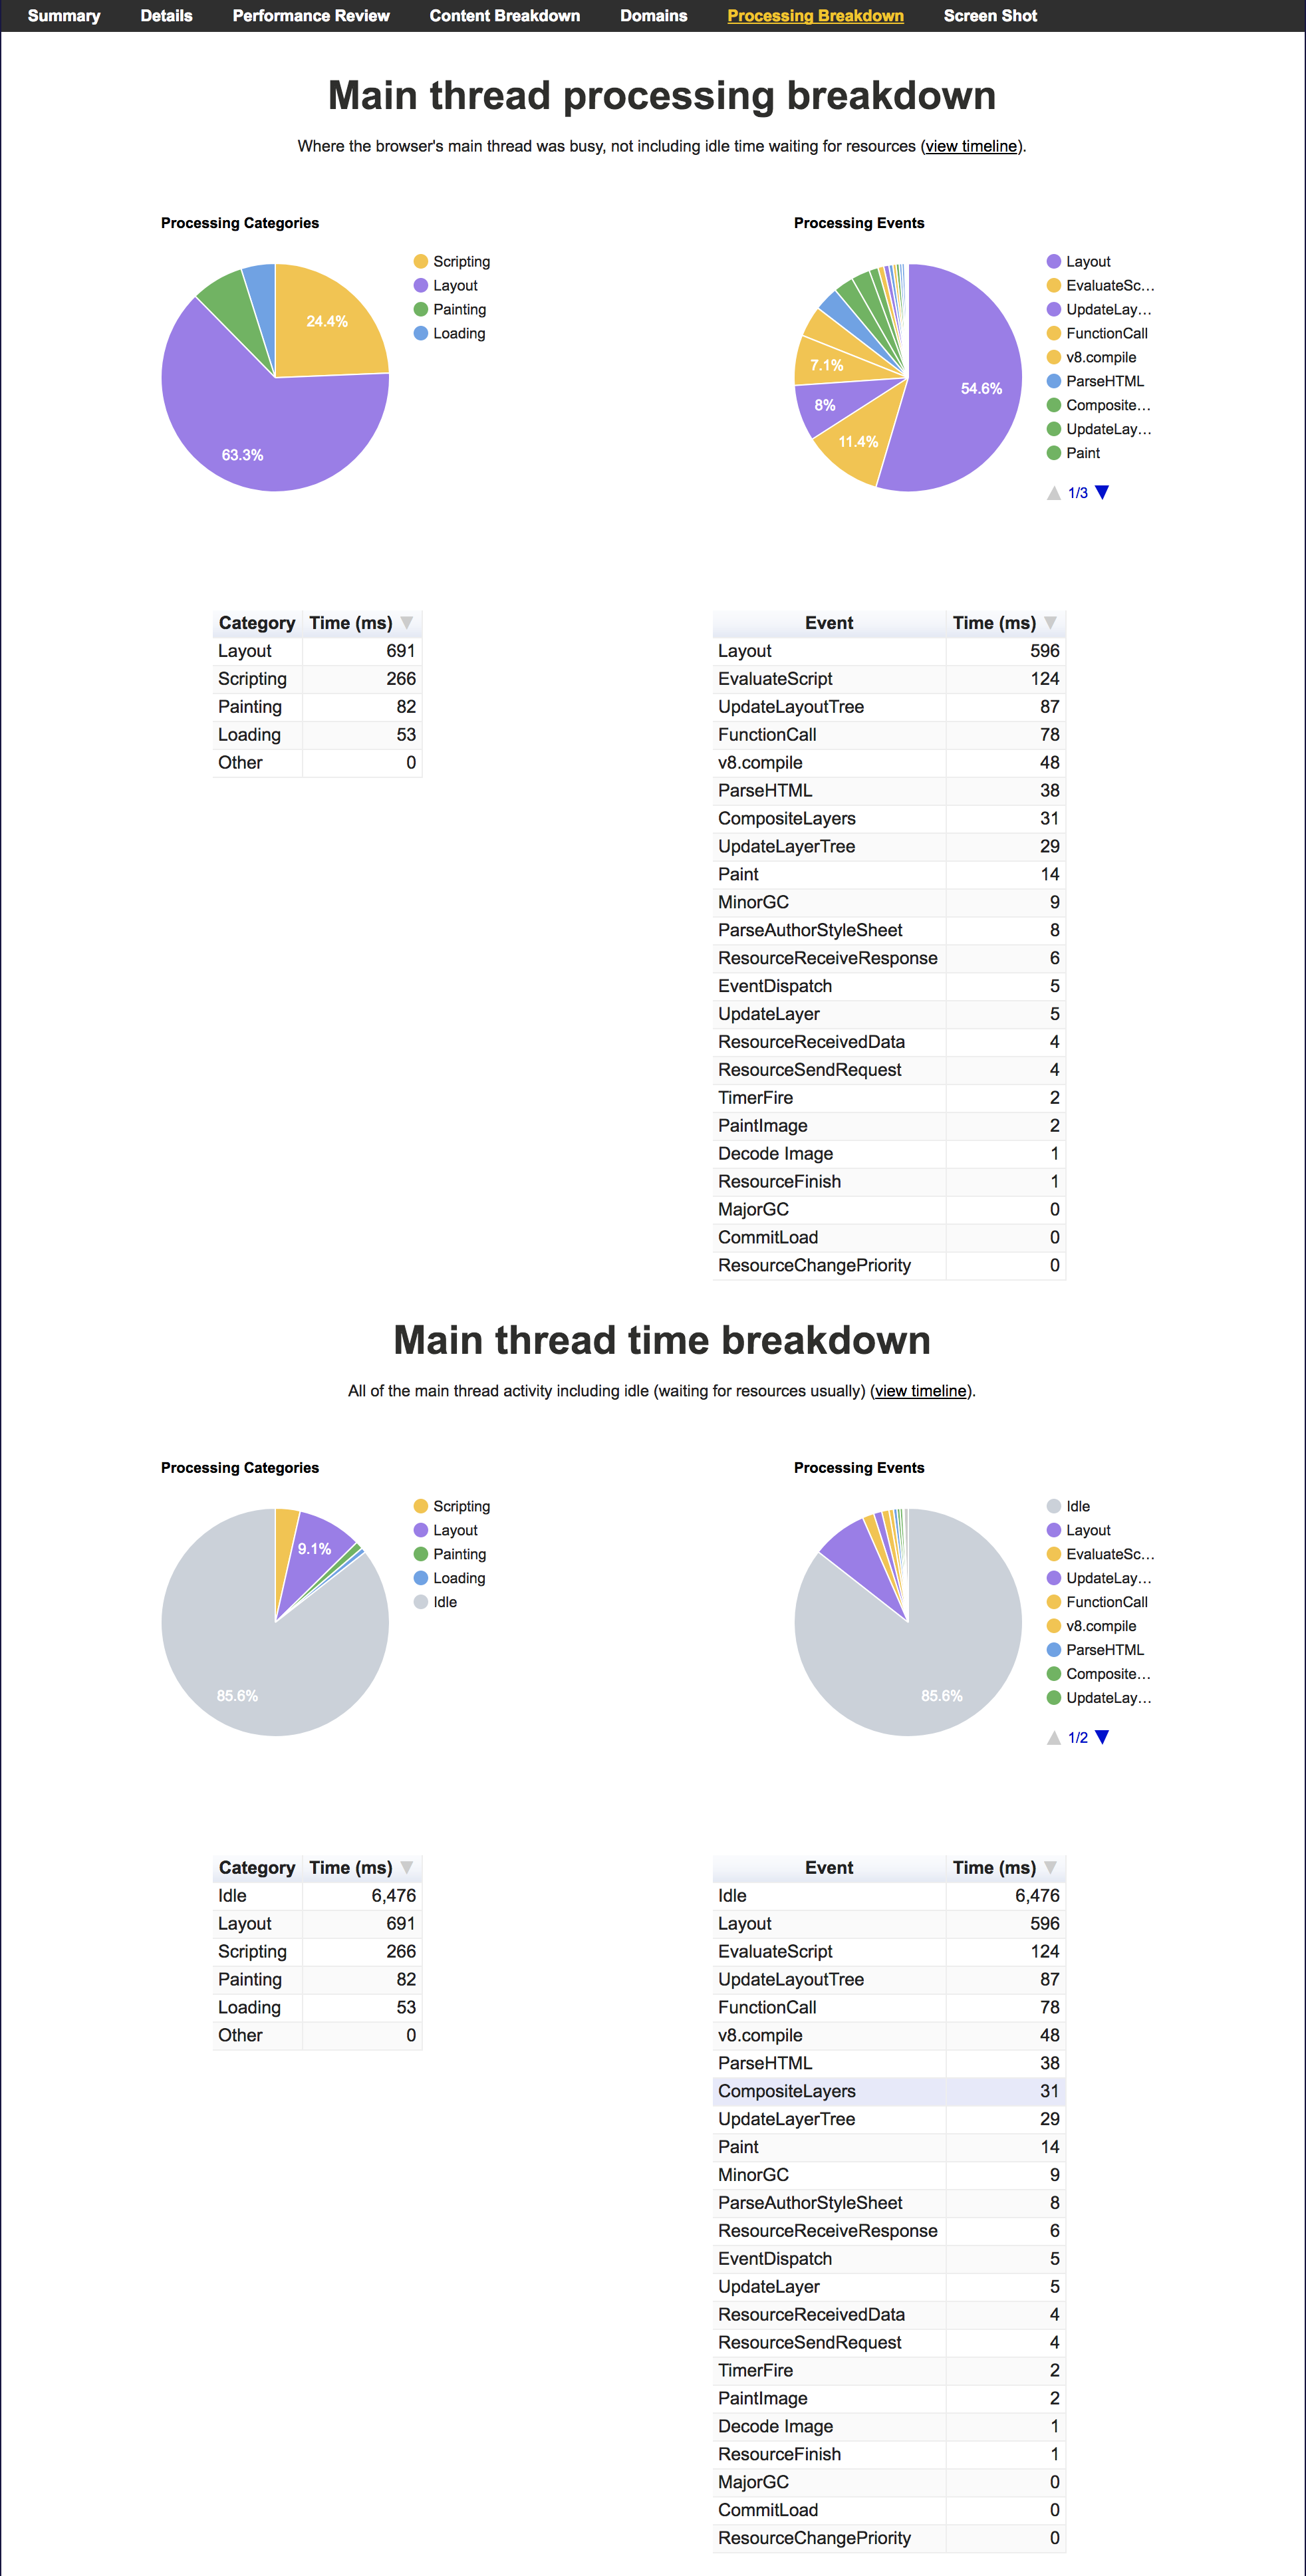 Summary Details Performance Review Content Breakdown Domains Processing Breakdown Screen Shot
Main thread processing breakdown
Where the browser's main thread was busy, not including idle time waiting for resources (view timeline).
Processing Categories
24.4%
63.3%
Scripting
Layout
Painting
Loading
Processing Events
54.6%
11.4%
8%
7.1%
Layout
EvaluateSc…
UpdateLay…
FunctionCall
v8.compile
ParseHTML
Composite…
UpdateLay…
Paint
1/3
Category Time (ms)
Layout 691
Scripting 266
Painting 82
Loading 53
Other 0
Event Time (ms)
Layout 596
EvaluateScript 124
UpdateLayoutTree 87
FunctionCall 78
v8.compile 48
ParseHTML 38
CompositeLayers 31
UpdateLayerTree 29
Paint 14
MinorGC 9
ParseAuthorStyleSheet 8
ResourceReceiveResponse 6
EventDispatch 5
UpdateLayer 5
ResourceReceivedData 4
ResourceSendRequest 4
TimerFire 2
PaintImage 2
Decode Image 1
ResourceFinish 1
MajorGC 0
CommitLoad 0
ResourceChangePriority 0
Main thread time breakdown
All of the main thread activity including idle (waiting for resources usually) (view timeline).
Processing Categories
9.1%
85.6%
Scripting
Layout
Painting
Loading
Idle
Processing Events
85.6%
Idle
Layout
EvaluateSc…
UpdateLay…
FunctionCall
v8.compile
ParseHTML
Composite…
UpdateLay…
1/2
Category Time (ms)
Idle 6,476
Layout 691
Scripting 266
Painting 82
Loading 53
Other 0
Event Time (ms)
Idle 6,476
Layout 596
EvaluateScript 124
UpdateLayoutTree 87
FunctionCall 78
v8.compile 48
ParseHTML 38
CompositeLayers 31
UpdateLayerTree 29
Paint 14
MinorGC 9
ParseAuthorStyleSheet 8
ResourceReceiveResponse 6
EventDispatch 5
UpdateLayer 5
ResourceReceivedData 4
ResourceSendRequest 4
TimerFire 2
PaintImage 2
Decode Image 1
ResourceFinish 1
MajorGC 0
CommitLoad 0
ResourceChangePriority 0